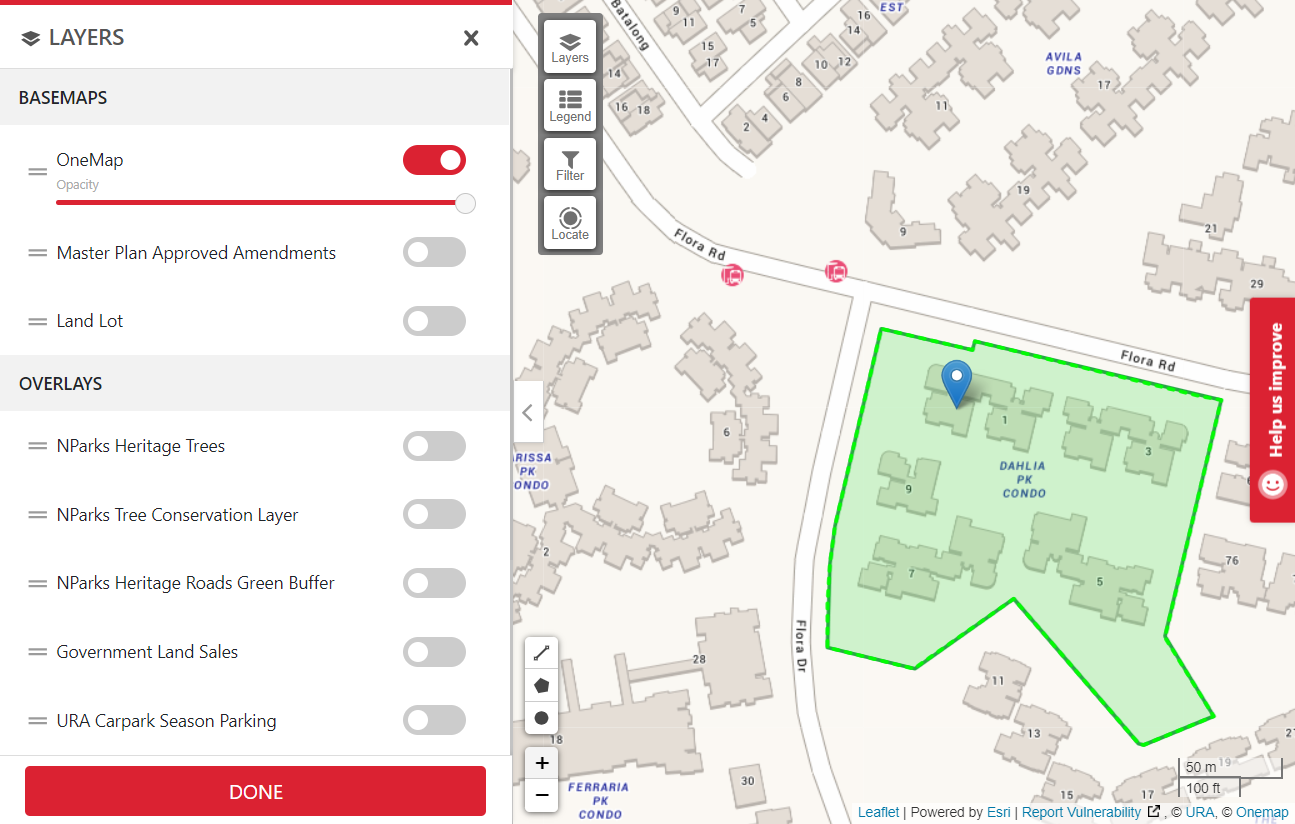 LAYERS
BASEMAPS
OneMap
Opacity
Master Plan Approved Amendments
Land Lot
OVERLAYS
NParks Heritage Trees
NParks Tree Conservation Layer
NParks Heritage Roads Green Buffer
Government Land Sales
URA Carpark Season Parking
DONE
Layers
Legend
Filter
Locate
Batalong
EST
AVILA
GDNS
9
11
7
5
15
17
14
16
18
16
14
10
12
8
6
4
2
11
17
19
9
21
29
Flora Rd
Flora Rd
Help us improve
6
RISSA
PK
CONDO
2
1
3
DAHLIA
PK
CONDO
9
7
5
76
Flora Dr
28
18
30
FERRARIA
PK
CONDO
11
13
15
17
19
+
−
50 m
100 ft
Leaflet | Powered by Esri | Report Vulnerability , © URA, © Onemap